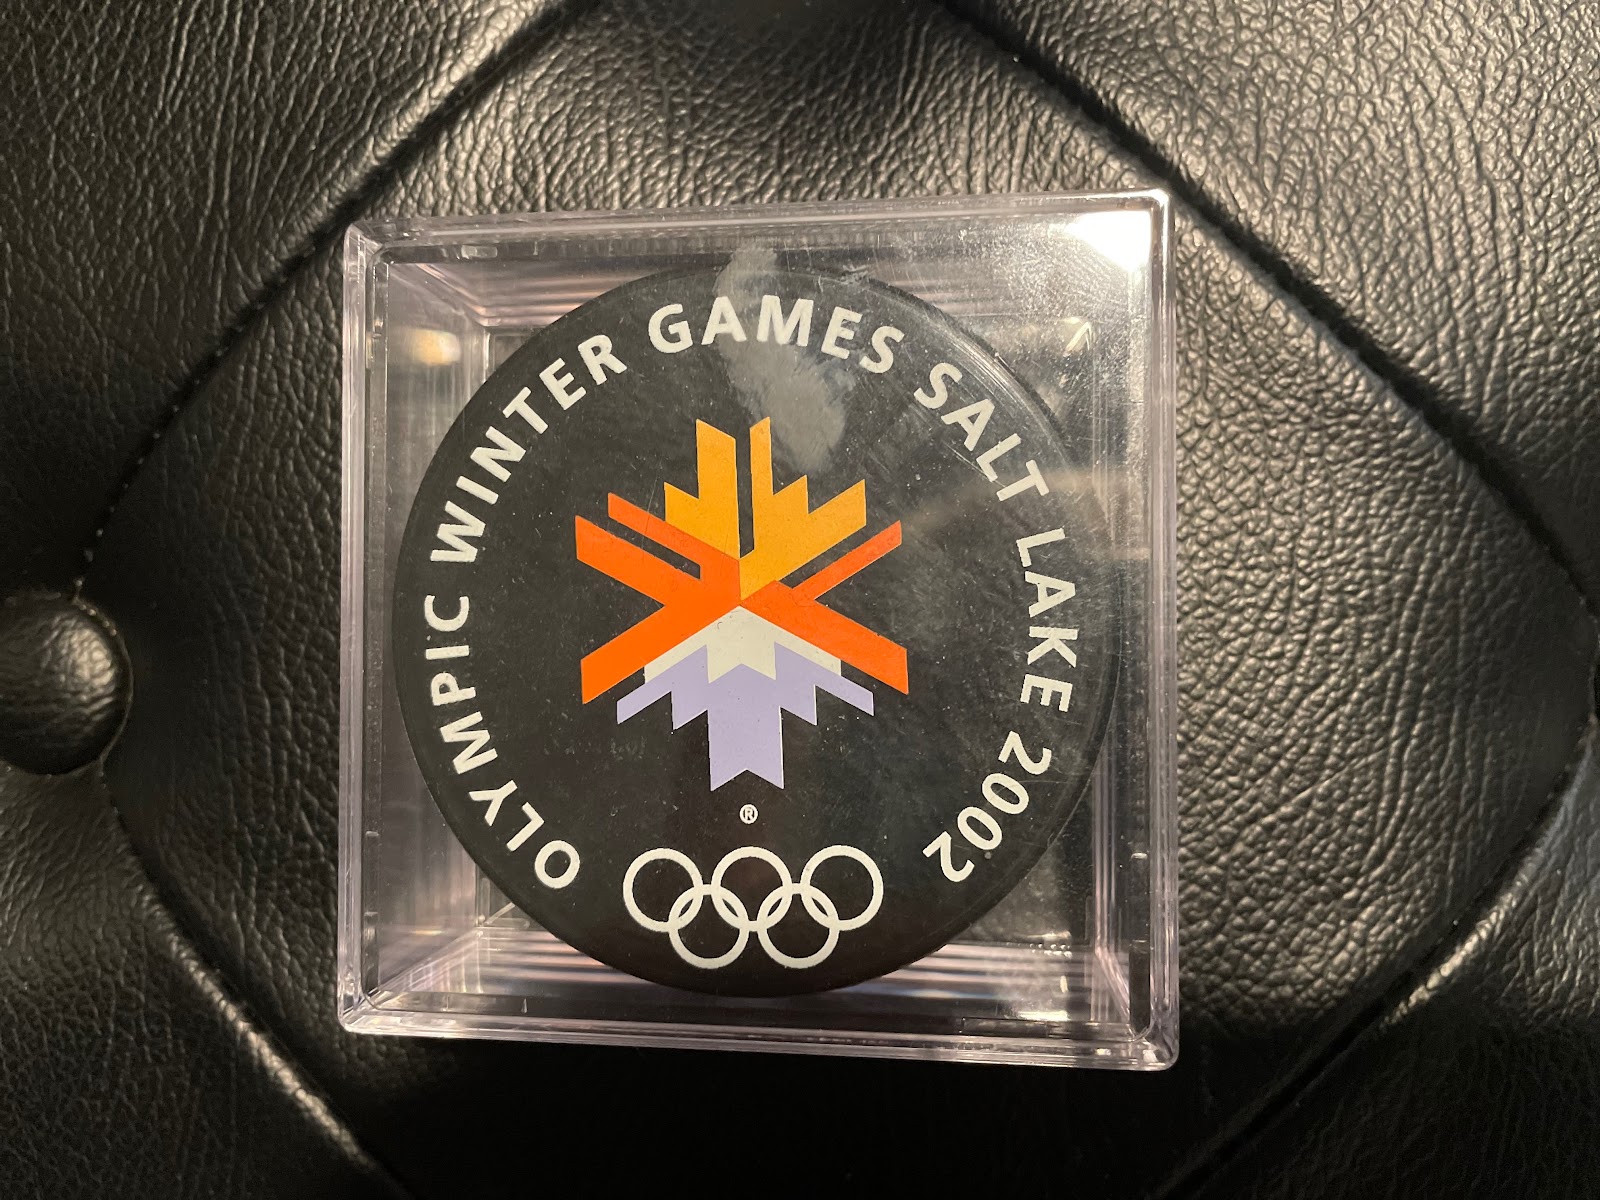 OLYMPIC WINTER GAMES SALT LAKE 2002
®